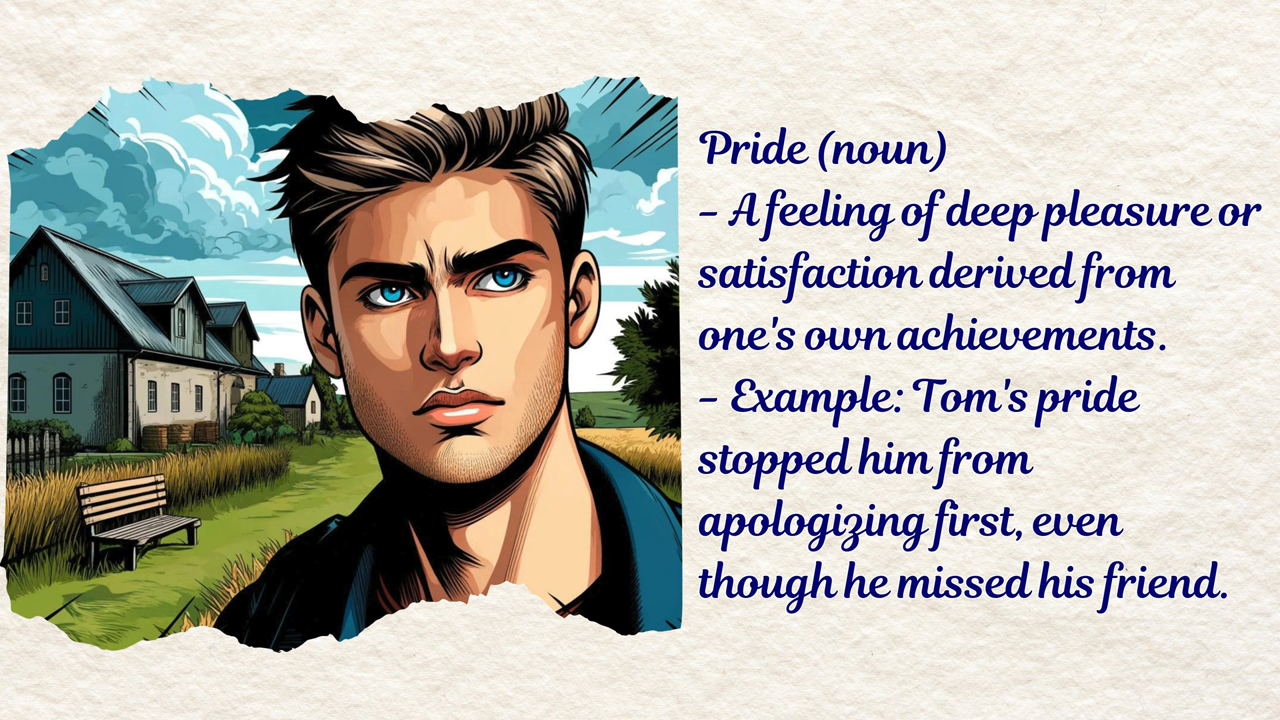 Pride (noun)
– A feeling of deep pleasure or
satisfaction derived from
one's own achievements.
– Example: Tom's pride
stopped him from
apologizing first, even
though he missed his friend.